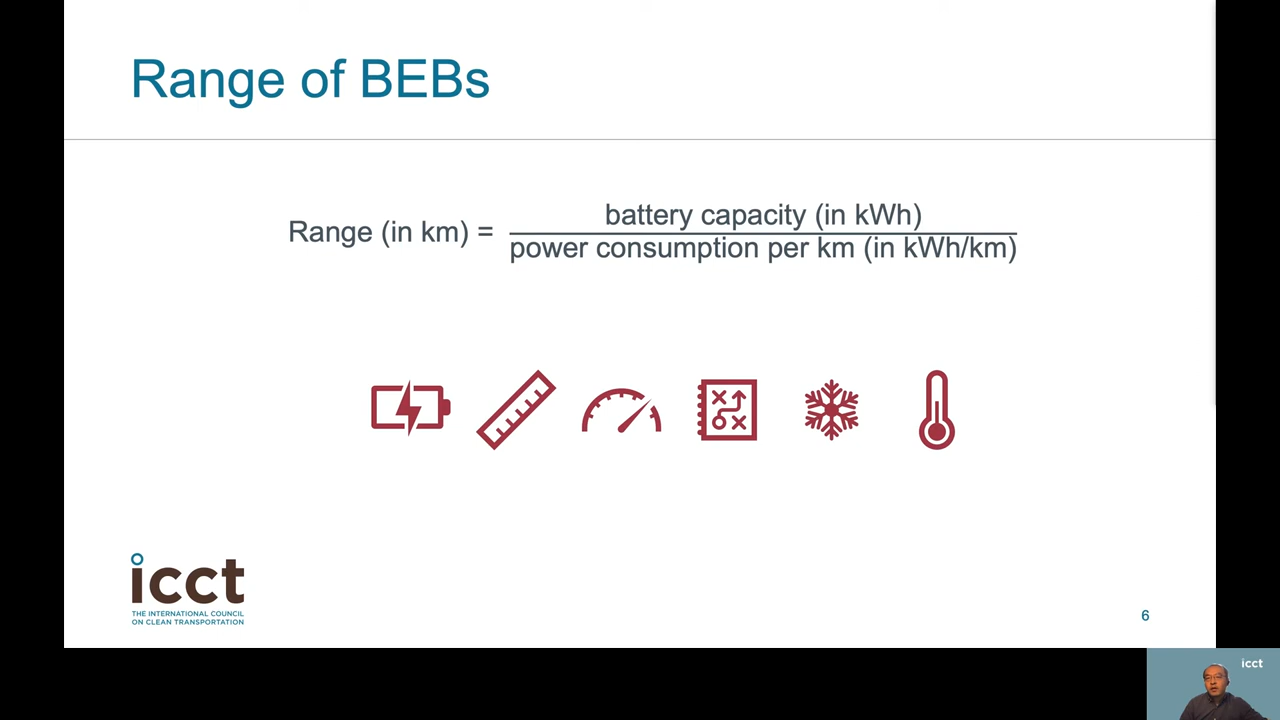 Range of BEBs
Range (in km) =
battery capacity (in kWh)
power consumption per km (in kWh/km)
icct
THE INTERNATIONAL COUNCIL
ON CLEAN TRANSPORTATION
6
icct